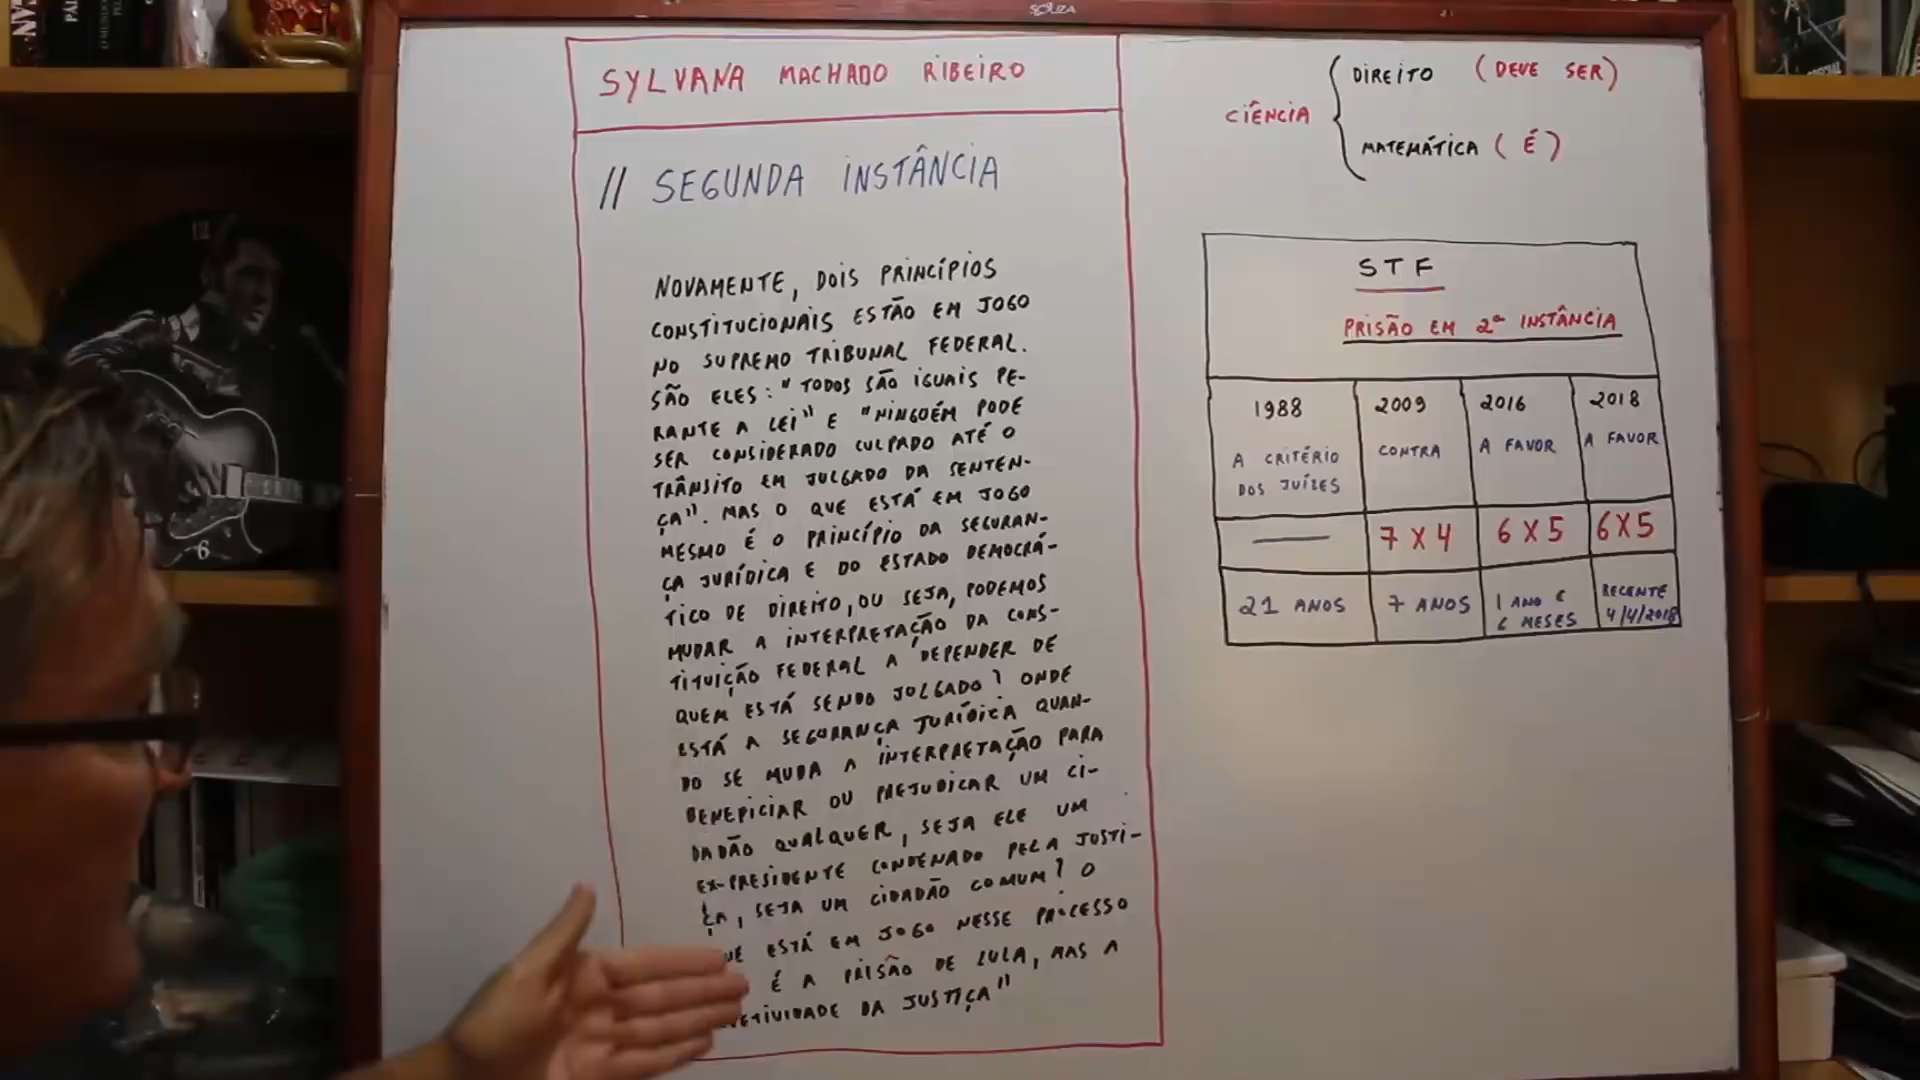 SOUZA
SYLVANA MACHADO RIBEIRO
// SEGUNDA INSTÂNCIA
NOVAMENTE, DOIS PRINCÍPIOS
CONSTITUCIONAIS ESTÃO EM JOGO
NO SUPREMO TRIBUNAL FEDERAL.
SÃO ELES: "TODOS SÃO IGUAIS PE-
RANTE A LEI" E "NINGUÉM PODE
SER CONSIDERADO CULPADO ATÉ O
TRÂNSITO EM JULGADO DA SENTEN-
ÇA". MAS O QUE ESTÁ EM JOGO
MESMO É O PRINCÍPIO DA SEGURAN-
ÇA JURÍDICA E DO ESTADO DEMOCRÁ-
TICO DE DIREITO, OU SEJA, PODEMOS
MUDAR A INTERPRETAÇÃO DA CONS-
TITUIÇÃO FEDERAL A DEPENDER DE
QUEM ESTÁ SENDO JULGADO? ONDE
ESTÁ A SEGURANÇA JURÍDICA QUAN-
DO SE MUDA A INTERPRETAÇÃO PARA
BENEFICIAR OU PREJUDICAR UM CI-
DADÃO QUALQUER, SEJA ELE UM
EX-PRESIDENTE CONDENADO PELA JUSTI-
ÇA, SEJA UM CIDADÃO COMUM? O
UE ESTÁ EM JOGO NESSE PROCESSO
É A PRISÃO DE LULA, MAS A
ETIVIDADE DA JUSTIÇA"
CIÊNCIA
DIREITO (DEVE SER)
MATEMÁTICA (É)
STF
PRISÃO EM 2ª INSTÂNCIA
1988 2009 2016 2018
A CRITÉRIO DOS JUÍZES CONTRA A FAVOR A FAVOR
7 X 4 6 X 5 6 X 5
21 ANOS 7 ANOS 1 ANO E 6 MESES RECENTE 4/4/2018